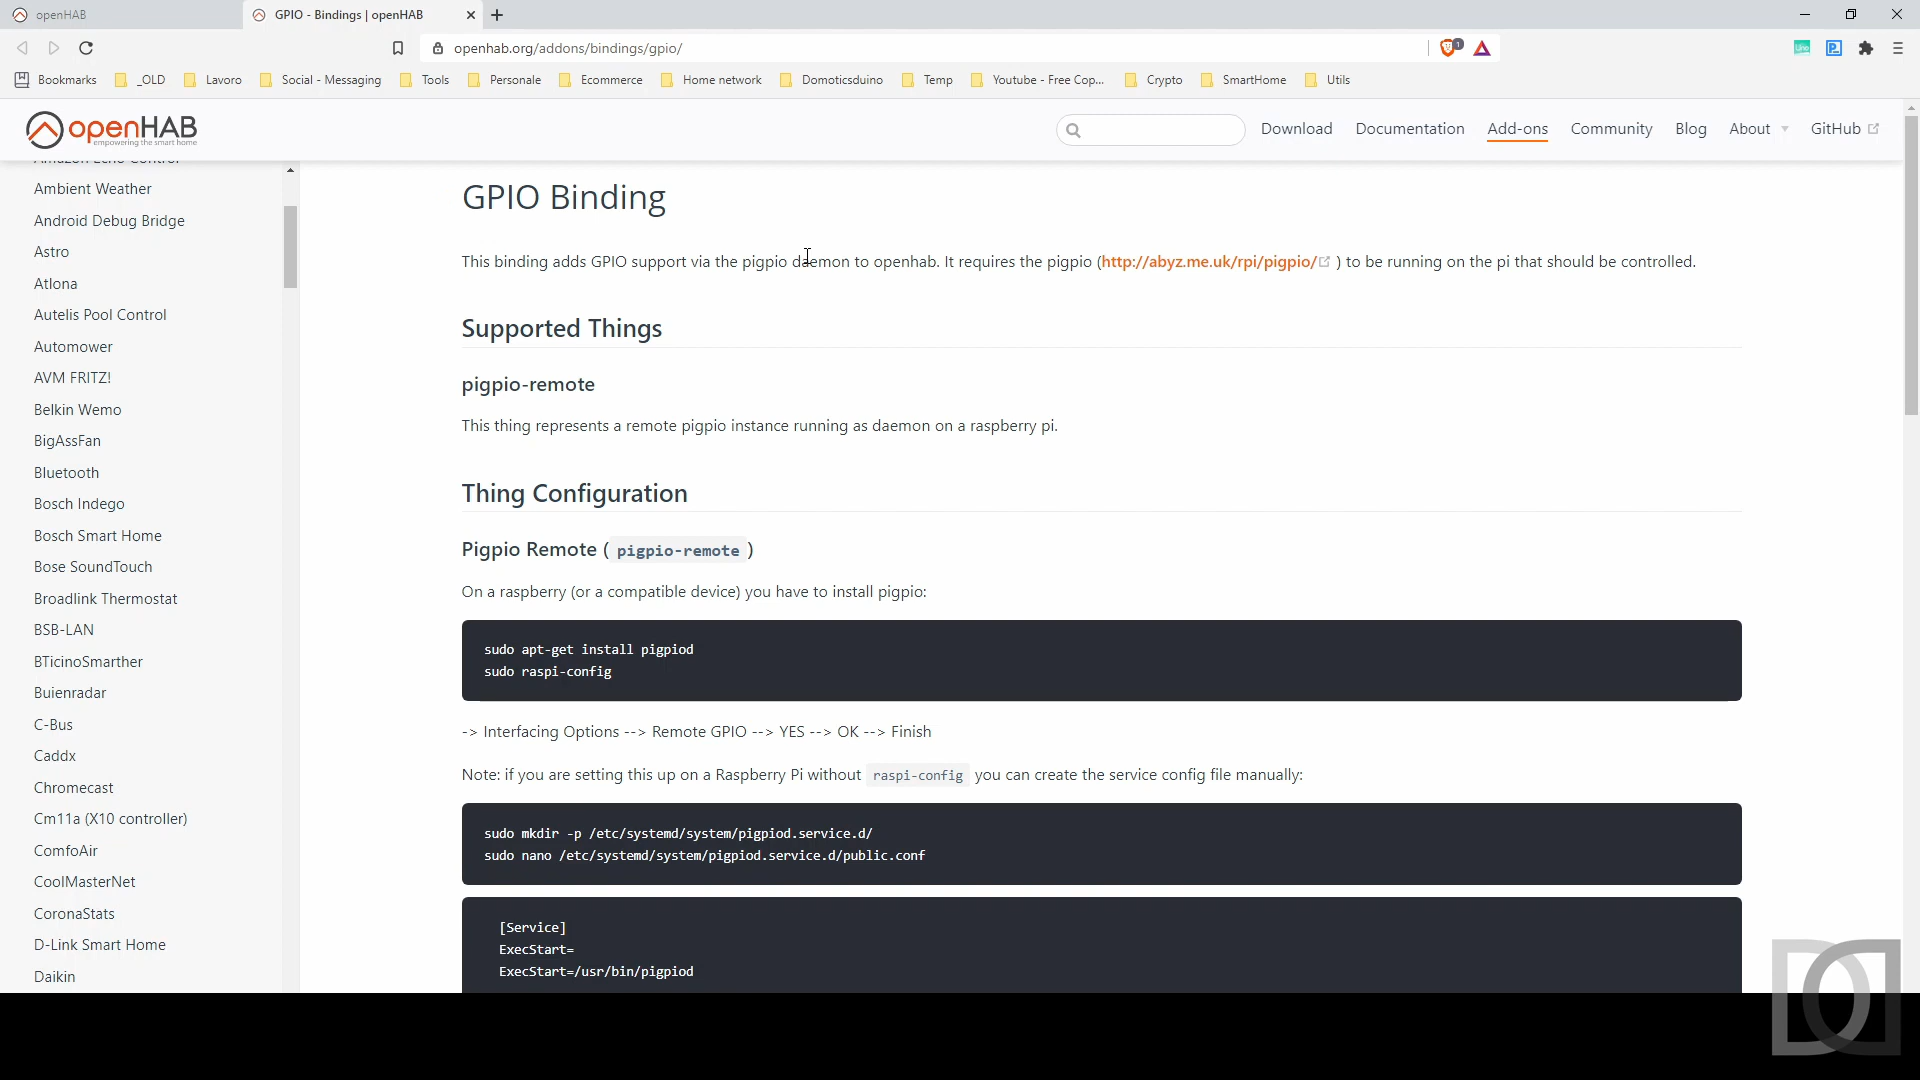 openHAB
GPIO - Bindings | openHAB
openhab.org/addons/bindings/gpio/
1
Bookmarks
_OLD
Lavoro
Social - Messaging
Tools
Personale
Ecommerce
Home network
Domoticsduino
Temp
Youtube - Free Cop...
Crypto
SmartHome
Utils
openHAB
empowering the smart home
Download
Documentation
Add-ons
Community
Blog
About
GitHub
Amazon Echo Control
Ambient Weather
Android Debug Bridge
Astro
Atlona
Autelis Pool Control
Automower
AVM FRITZ!
Belkin Wemo
BigAssFan
Bluetooth
Bosch Indego
Bosch Smart Home
Bose SoundTouch
Broadlink Thermostat
BSB-LAN
BTicinoSmarther
Buienradar
C-Bus
Caddx
Chromecast
Cm11a (X10 controller)
ComfoAir
CoolMasterNet
CoronaStats
D-Link Smart Home
Daikin
GPIO Binding
This binding adds GPIO support via the pigpio daemon to openhab. It requires the pigpio (http://abyz.me.uk/rpi/pigpio/ ) to be running on the pi that should be controlled.
Supported Things
pigpio-remote
This thing represents a remote pigpio instance running as daemon on a raspberry pi.
Thing Configuration
Pigpio Remote ( pigpio-remote )
On a raspberry (or a compatible device) you have to install pigpio:
sudo apt-get install pigpiod
sudo raspi-config
-> Interfacing Options --> Remote GPIO --> YES --> OK --> Finish
Note: if you are setting this up on a Raspberry Pi without raspi-config you can create the service config file manually:
sudo mkdir -p /etc/systemd/system/pigpiod.service.d/
sudo nano /etc/systemd/system/pigpiod.service.d/public.conf
[Service]
ExecStart=
ExecStart=/usr/bin/pigpiod